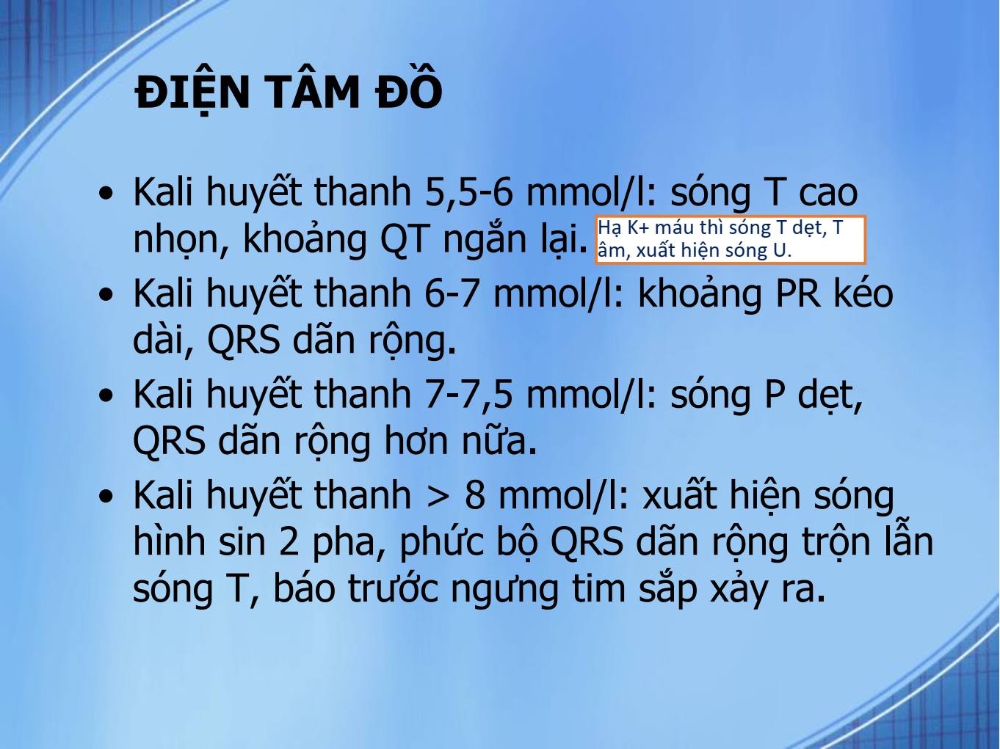 ĐIỆN TÂM ĐỒ
• Kali huyết thanh 5,5-6 mmol/l: sóng T cao
nhọn, khoảng QT ngắn lại.
Hạ K+ máu thì sóng T dẹt, T
âm, xuất hiện sóng U.
• Kali huyết thanh 6-7 mmol/l: khoảng PR kéo
dài, QRS dãn rộng.
• Kali huyết thanh 7-7,5 mmol/l: sóng P dẹt,
QRS dãn rộng hơn nữa.
• Kali huyết thanh > 8 mmol/l: xuất hiện sóng
hình sin 2 pha, phức bộ QRS dãn rộng trộn lẫn
sóng T, báo trước ngưng tim sắp xảy ra.